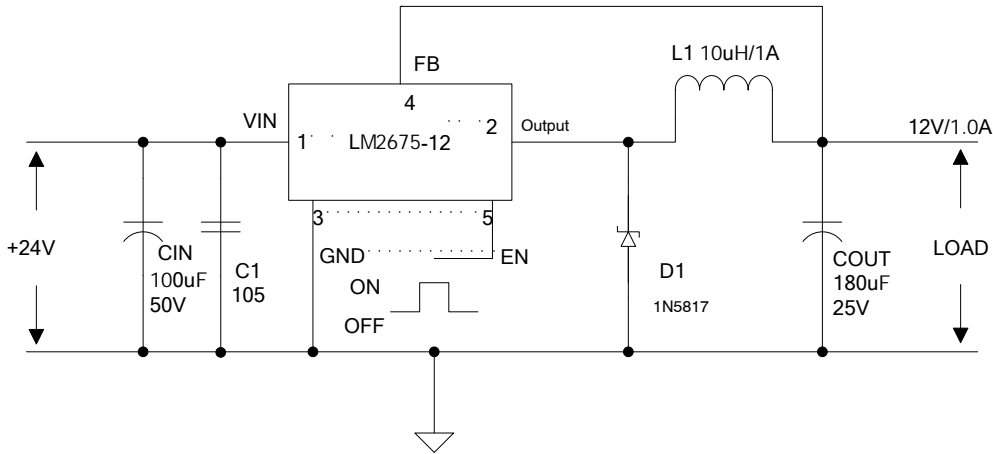 L1 10uH/1A
FB
4
VIN
1
LM2675-12
2
Output
12V/1.0A
3
5
+24V
CIN
100uF
50V
C1
105
GND
EN
ON
OFF
D1
1N5817
COUT
180uF
25V
LOAD